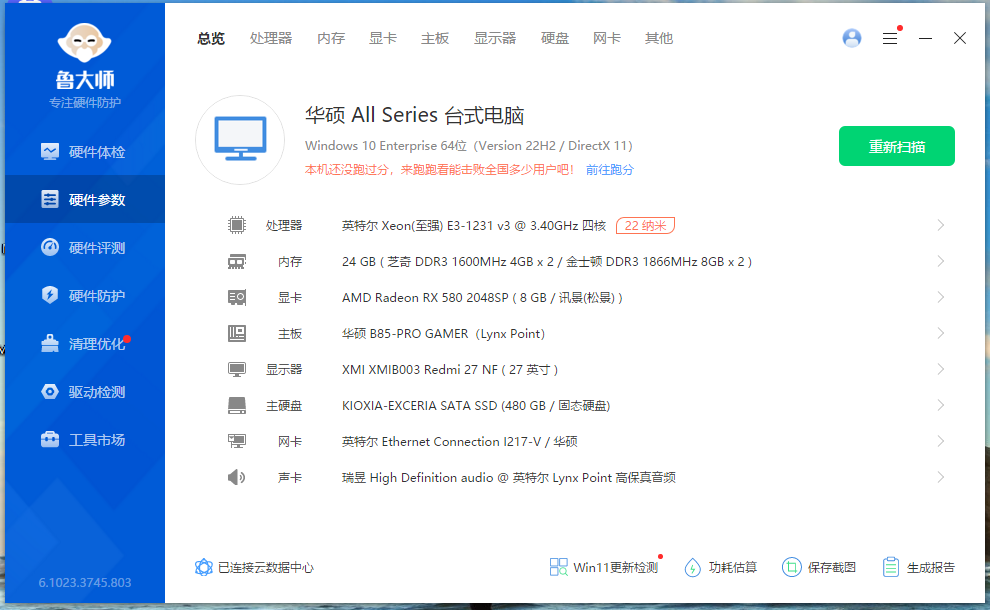 鲁大师
专注硬件防护
硬件体检
硬件参数
硬件评测
硬件防护
清理优化
驱动检测
工具市场
6.1023.3745.803
总览 处理器 内存 显卡 主板 显示器 硬盘 网卡 其他
华硕 All Series 台式电脑
Windows 10 Enterprise 64位（Version 22H2 / DirectX 11）
本机还没跑过分，来跑跑看能击败全国多少用户吧！ 前往跑分
重新扫描
处理器 英特尔 Xeon(至强) E3-1231 v3 @ 3.40GHz 四核 22 纳米
内存 24 GB ( 芝奇 DDR3 1600MHz 4GB x 2 / 金士顿 DDR3 1866MHz 8GB x 2 )
显卡 AMD Radeon RX 580 2048SP ( 8 GB / 讯景(松景) )
主板 华硕 B85-PRO GAMER（Lynx Point）
显示器 XMI XMIB003 Redmi 27 NF ( 27 英寸 )
主硬盘 KIOXIA-EXCERIA SATA SSD (480 GB / 固态硬盘)
网卡 英特尔 Ethernet Connection I217-V / 华硕
声卡 瑞昱 High Definition audio @ 英特尔 Lynx Point 高保真音频
已连接云数据中心 Win11更新检测 功耗估算 保存截图 生成报告